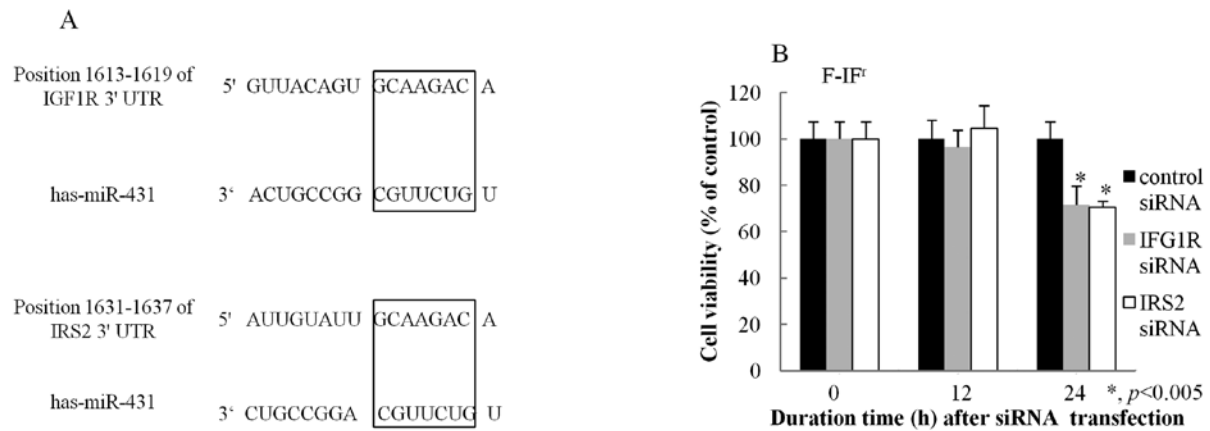 A
Position 1613-1619 of
IGF1R 3' UTR
5' GUUACAGU GCAAGAC A
has-miR-431
3‘ ACUGCCGG CGUUCUG U
Position 1631-1637 of
IRS2 3' UTR
5' AUUGUAUU GCAAGAC A
has-miR-431
3‘ CUGCCGGA CGUUCUG U
B
F-IFʳ
Cell viability (% of control)
120
100
80
60
40
20
0
* *
control
siRNA
IFG1R
siRNA
IRS2
siRNA
0 12 24 *, p<0.005
Duration time (h) after siRNA transfection